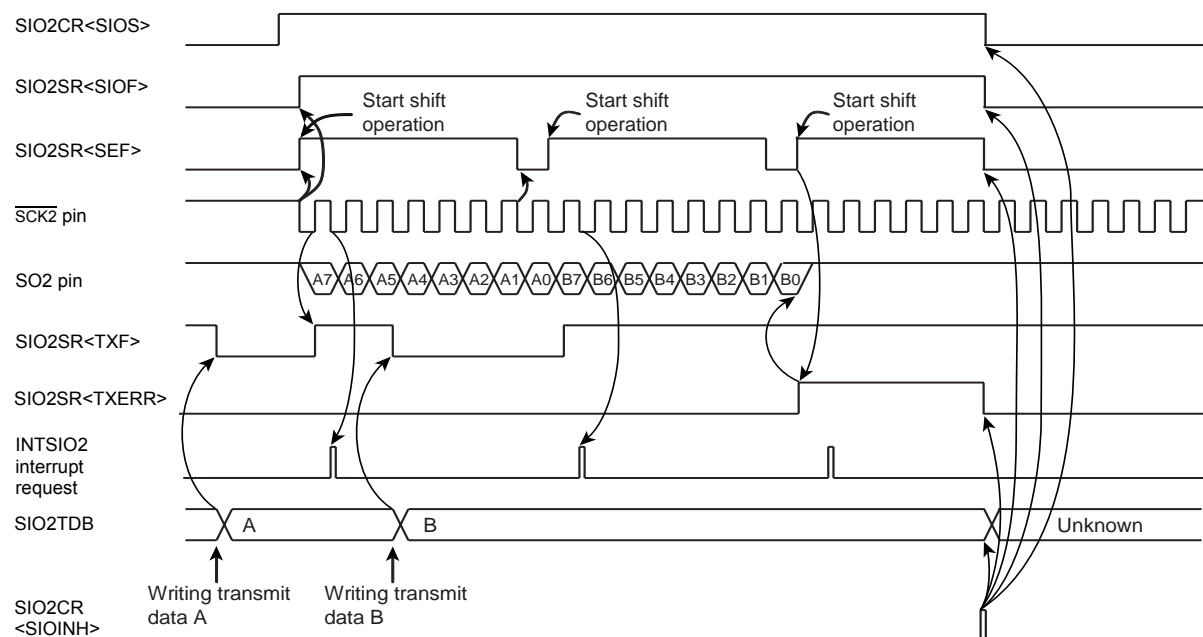 SIO2CR<SIOS>
SIO2SR<SIOF>
Start shift
operation
Start shift
operation
Start shift
operation
SIO2SR<SEF>
SCK2 pin
SO2 pin
A7 A6 A5 A4 A3 A2 A1 A0 B7 B6 B5 B4 B3 B2 B1 B0
SIO2SR<TXF>
SIO2SR<TXERR>
INTSIO2
interrupt
request
SIO2TDB
A
B
Unknown
Writing transmit
data A
Writing transmit
data B
SIO2CR
<SIOINH>